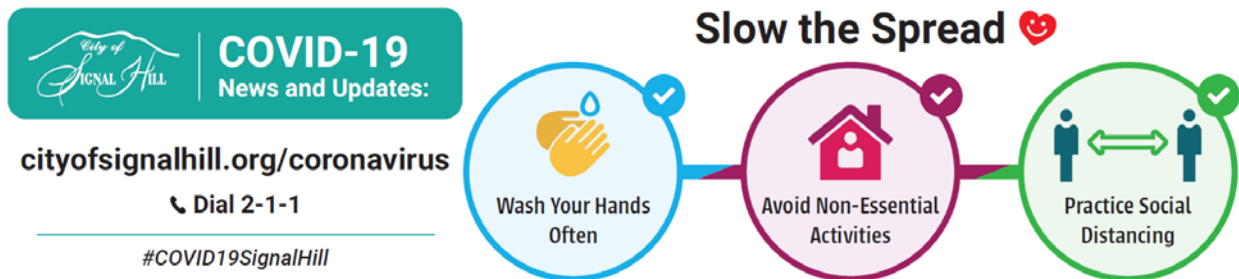 City of
SIGNAL HILL
COVID-19
News and Updates:
cityofsignalhill.org/coronavirus
Dial 2-1-1
#COVID19SignalHill
Slow the Spread
Wash Your Hands
Often
Avoid Non-Essential
Activities
Practice Social
Distancing